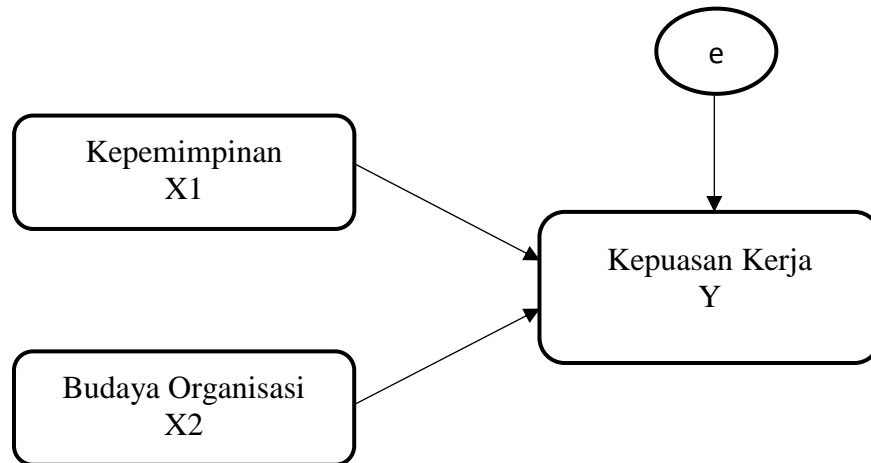 e
Kepemimpinan
X1
Kepuasan Kerja
Y
Budaya Organisasi
X2